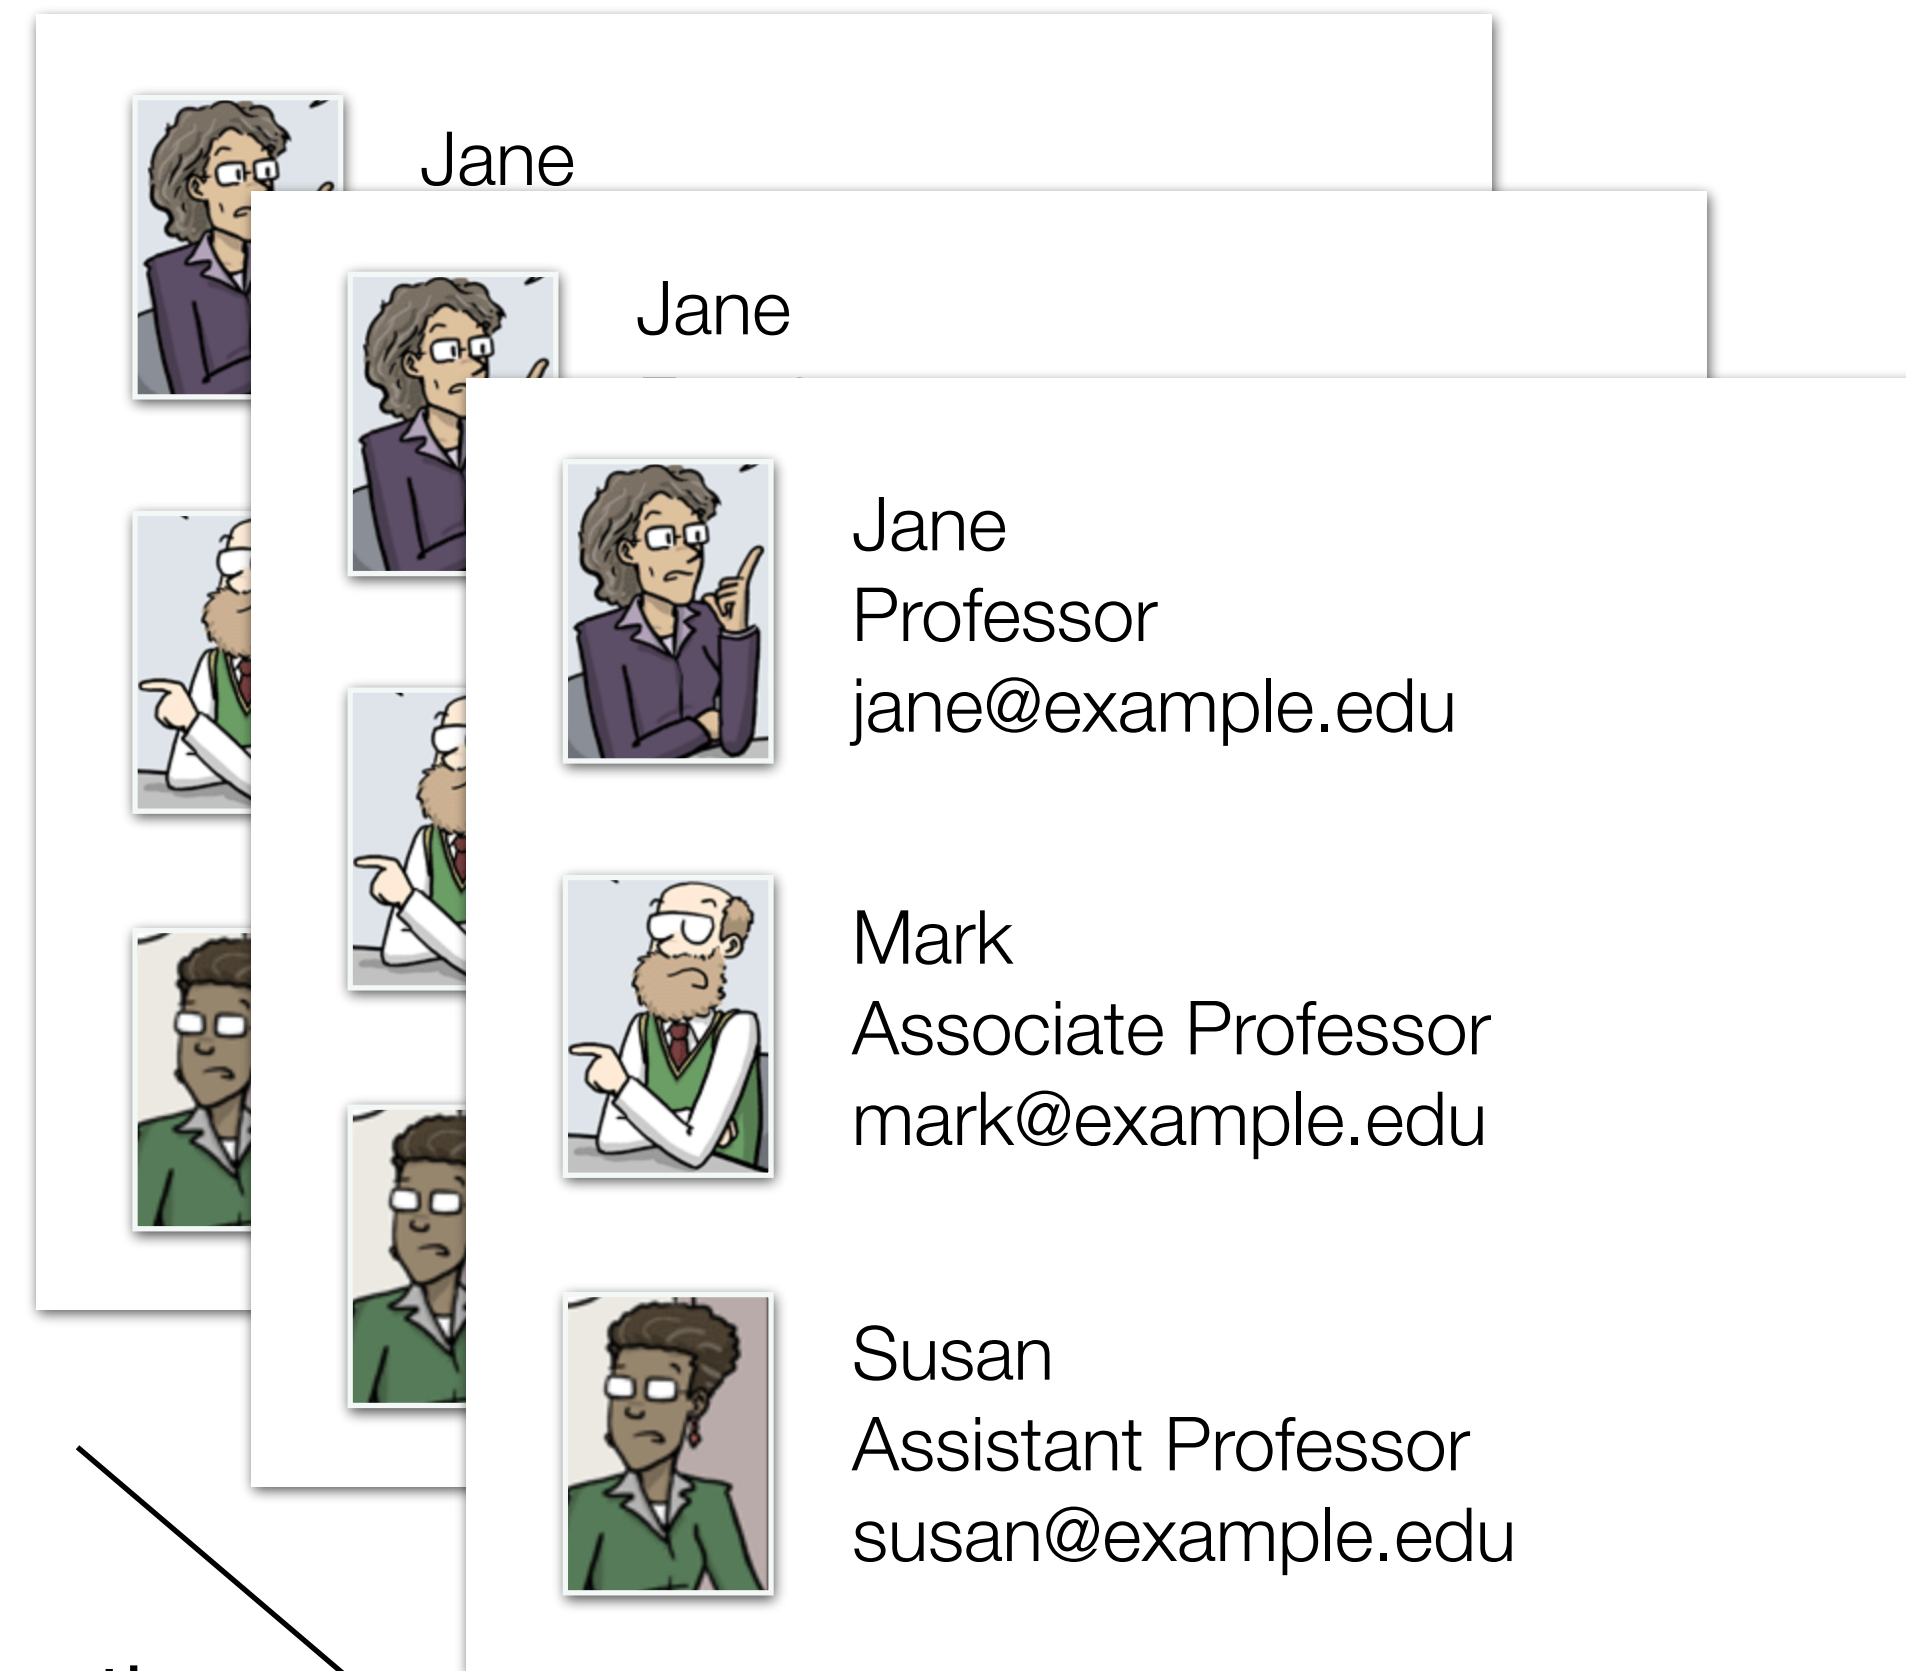 Jane
Jane
Jane
Professor
jane@example.edu
Mark
Associate Professor
mark@example.edu
Susan
Assistant Professor
susan@example.edu